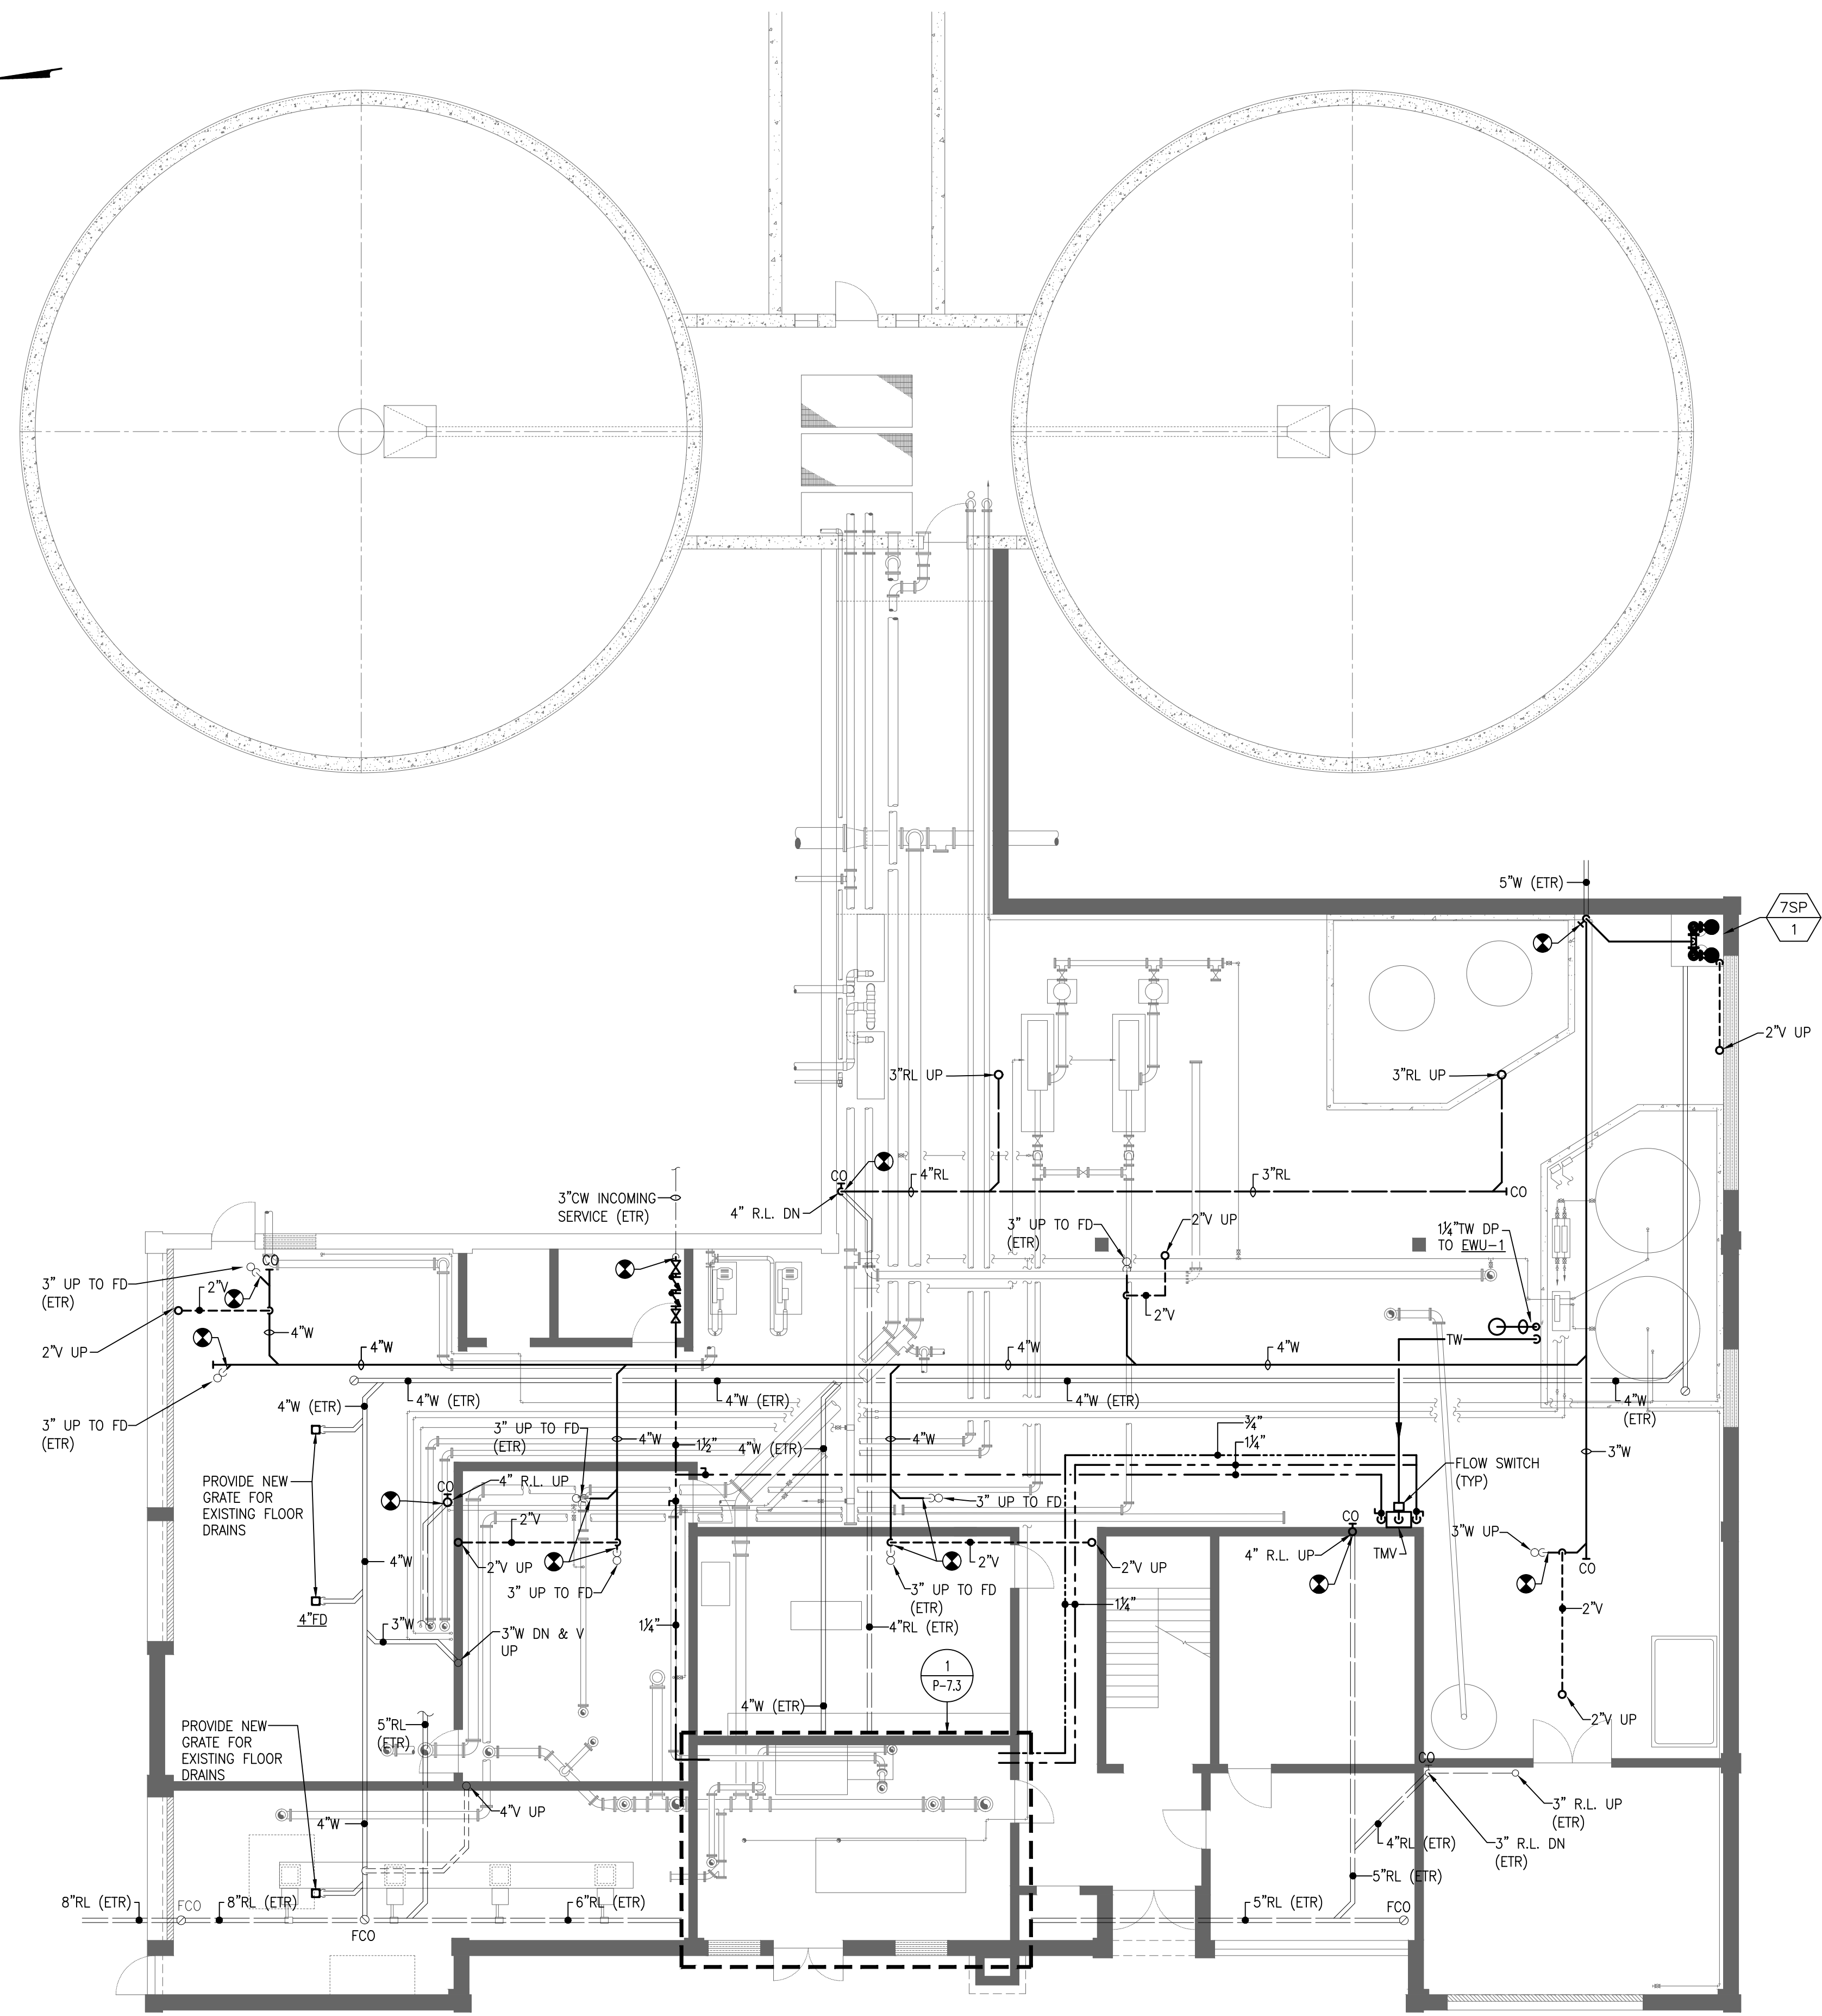 5"W (ETR)
7SP
1
2"V UP
3"RL UP
3"RL UP
CO
4"RL
3"RL
CO
3"CW INCOMING
SERVICE (ETR)
4" R.L. DN
3" UP TO FD
(ETR)
2"V UP
1¼"TW DP
TO EWU-1
3" UP TO FD
(ETR)
CO
2"V
4"W
2"V
TW
2"V UP
4"W
4"W
4"W
4"W (ETR)
4"W (ETR)
4"W (ETR)
4"W (ETR)
4"W
(ETR)
3" UP TO FD
(ETR)
3" UP TO FD
(ETR)
4"W
1½"
4"W (ETR)
4"W
¾"
1¼"
3"W
FLOW SWITCH
(TYP)
PROVIDE NEW
GRATE FOR
EXISTING FLOOR
DRAINS
CO
4" R.L. UP
3" UP TO FD
CO
3"W UP
2"V
2"V
4"W
2"V UP
2"V UP
4" R.L. UP
TMV
CO
3" UP TO FD
3" UP TO FD
(ETR)
1¼"
2"V
4"FD
3"W
3"W DN & V
UP
1¼"
4"RL (ETR)
1
P-7.3
4"W (ETR)
2"V UP
PROVIDE NEW
GRATE FOR
EXISTING FLOOR
DRAINS
5"RL
(ETR)
CO
4"V UP
4"W
3" R.L. UP
(ETR)
4"RL (ETR)
3" R.L. DN
(ETR)
5"RL (ETR)
8"RL (ETR)
FCO
8"RL (ETR)
6"RL (ETR)
5"RL (ETR)
FCO
FCO